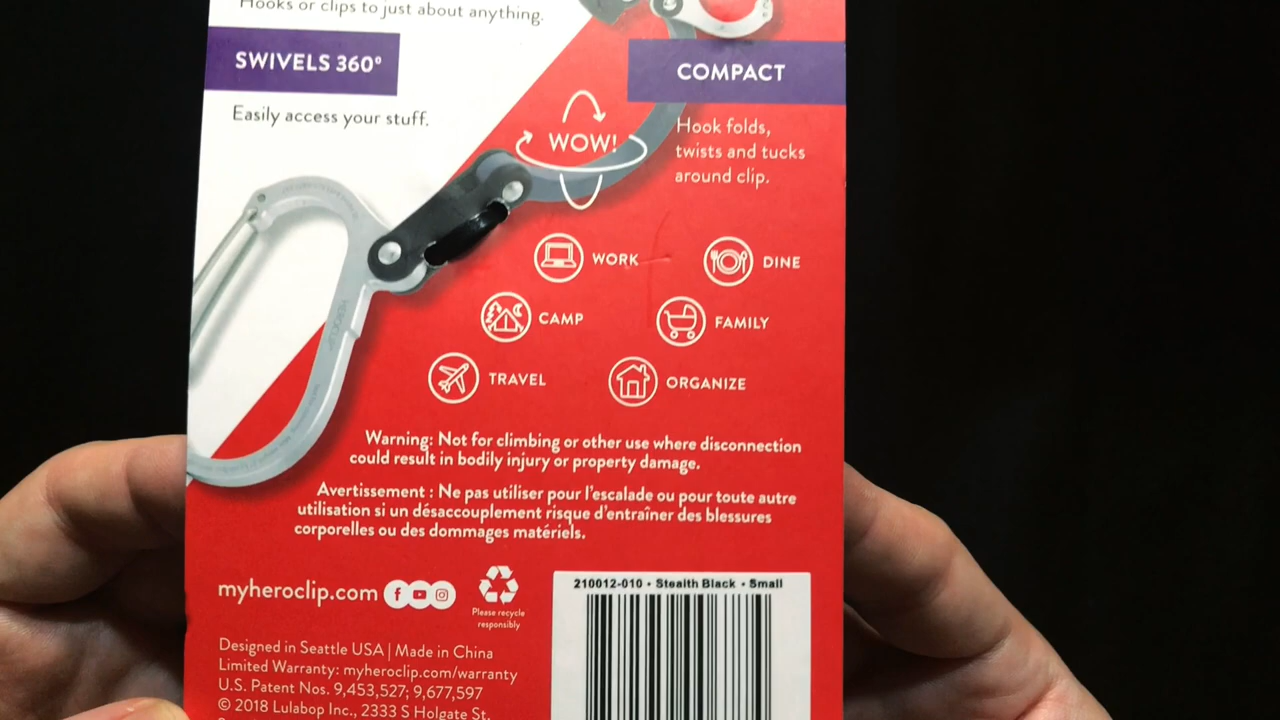 Hooks or clips to just about anything.
SWIVELS 360°
Easily access your stuff.
COMPACT
Hook folds,
twists and tucks
around clip.
WOW!
WORK
DINE
CAMP
FAMILY
TRAVEL
ORGANIZE
Warning: Not for climbing or other use where disconnection
could result in bodily injury or property damage.
Avertissement : Ne pas utiliser pour l'escalade ou pour toute autre
utilisation si un désaccouplement risque d'entraîner des blessures
corporelles ou des dommages matériels.
myheroclip.com
Please recycle
responsibly
210012-010 • Stealth Black • Small
Designed in Seattle USA | Made in China
Limited Warranty: myheroclip.com/warranty
U.S. Patent Nos. 9,453,527; 9,677,597
© 2018 Lulabop Inc., 2333 S Holgate St.